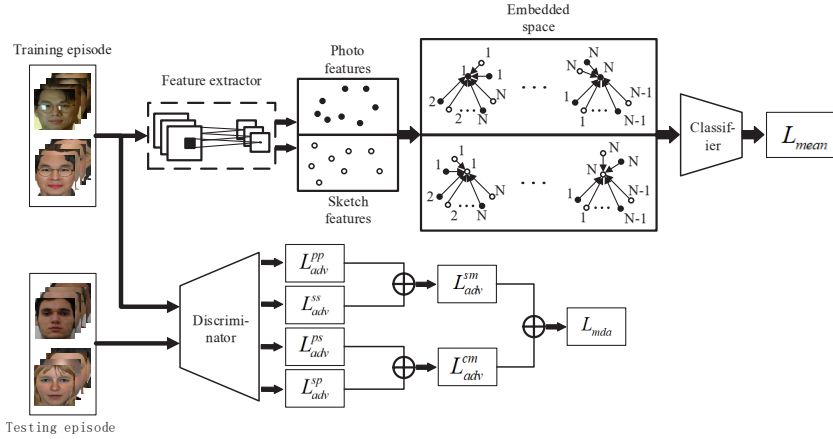 Training episode
Feature extractor
Photo
features
Sketch
features
Embedded
space
1
1
1
2
1
2
N
N
...
N
N
N
1
1
N-1
N-1
1
1
1
2
2
N
N
...
N
N
N
1
1
N-1
N-1
Classif-
ier
L_mean
Discrimi-
nator
L_adv^pp
L_adv^ss
L_adv^ps
L_adv^sp
L_adv^sm
L_adv^cm
L_mda
Testing episode